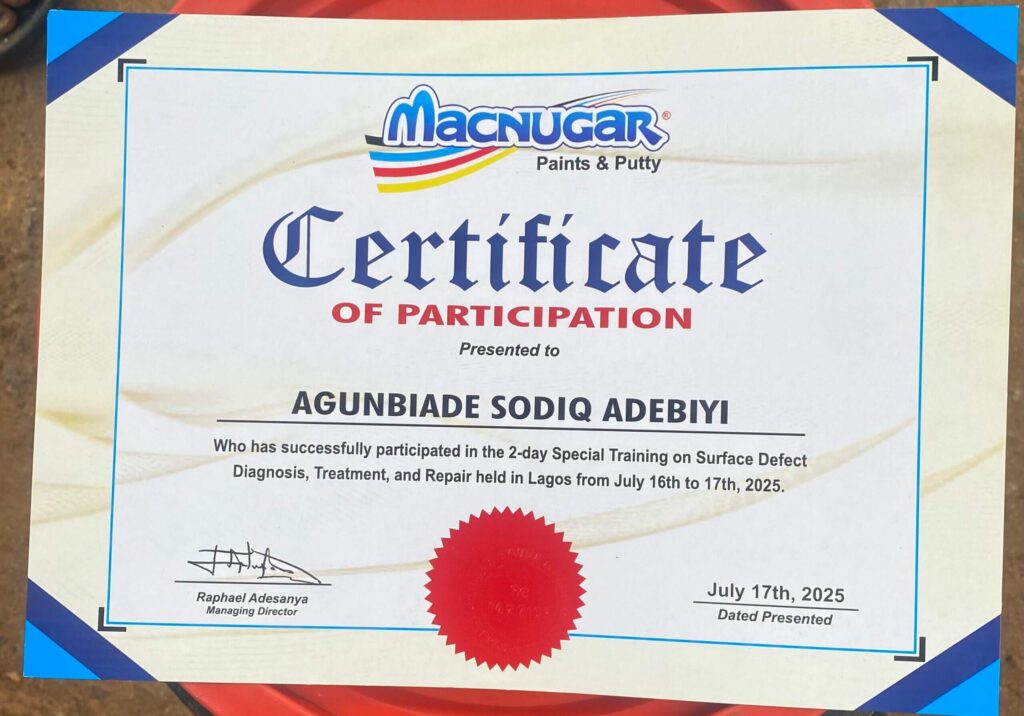 MACNUGAR®
Paints & Putty
Certificate
OF PARTICIPATION
Presented to
AGUNBIADE SODIQ ADEBIYI
Who has successfully participated in the 2-day Special Training on Surface Defect
Diagnosis, Treatment, and Repair held in Lagos from July 16th to 17th, 2025.
Raphael Adesanya
Managing Director
July 17th, 2025
Dated Presented